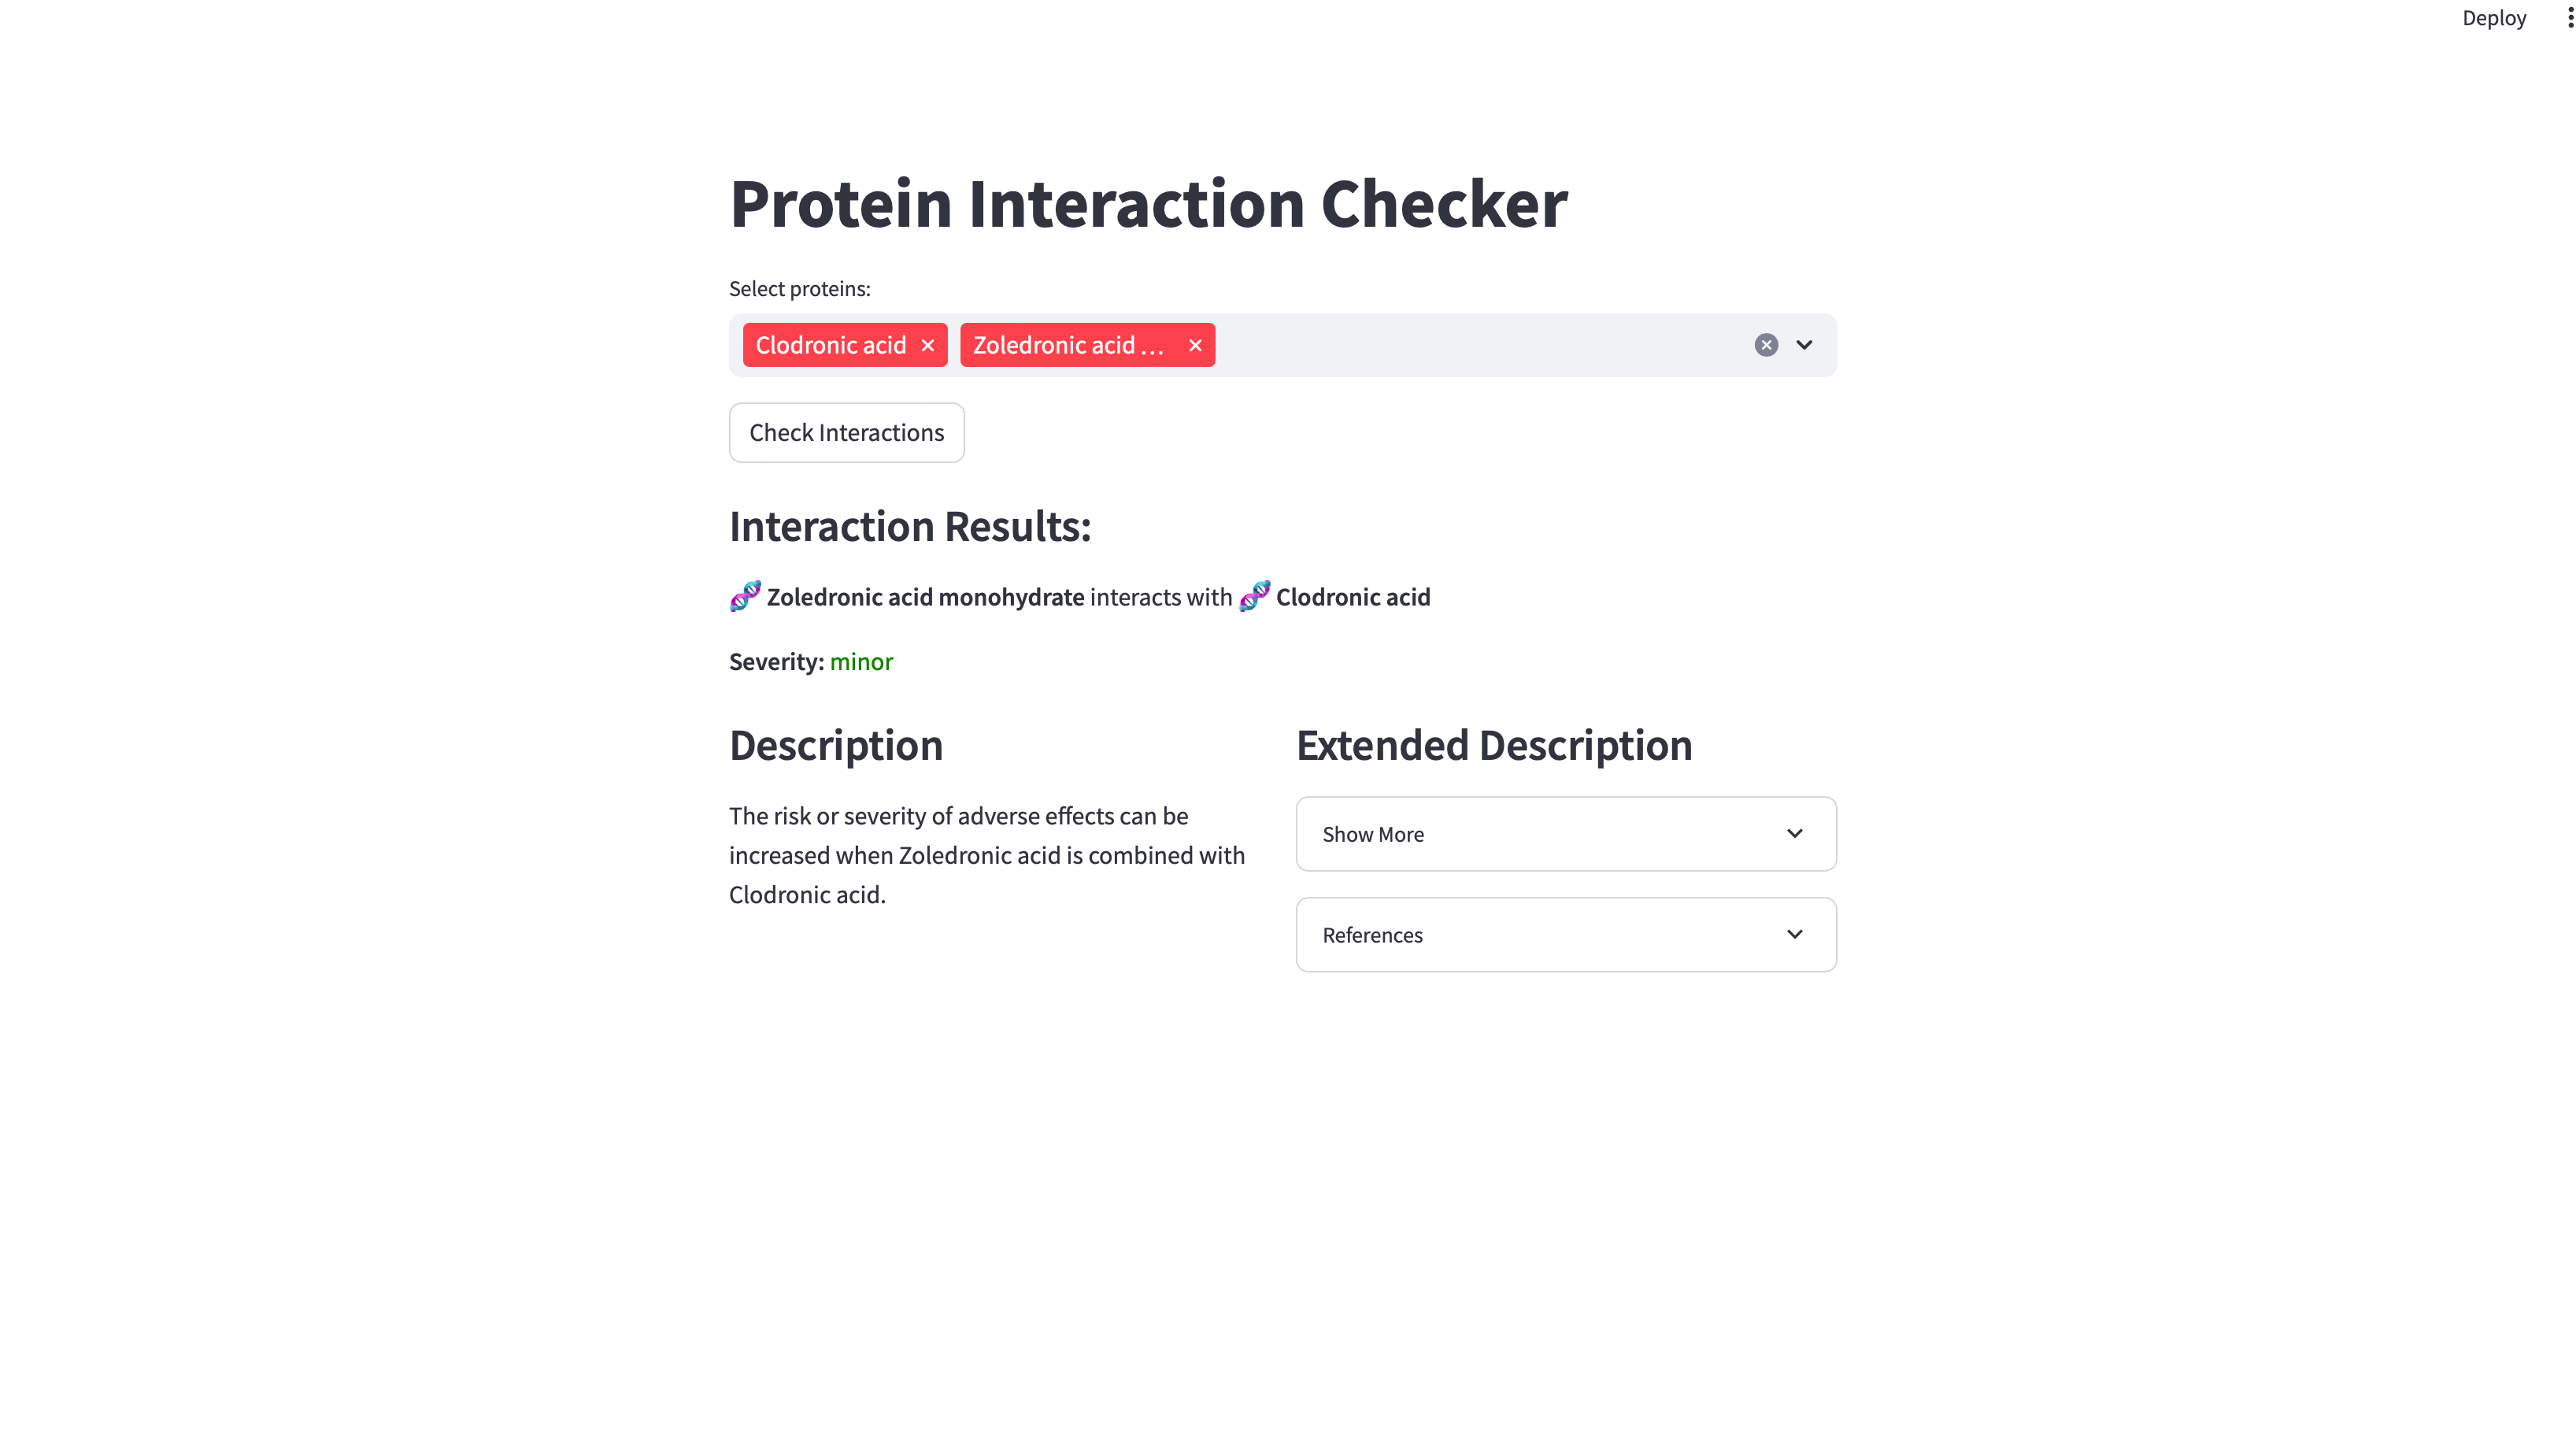 Deploy
Protein Interaction Checker
Select proteins:
Clodronic acid Zoledronic acid ...
Check Interactions
Interaction Results:
🧬 Zoledronic acid monohydrate interacts with 🧬 Clodronic acid
Severity: minor
Description
The risk or severity of adverse effects can be
increased when Zoledronic acid is combined with
Clodronic acid.
Extended Description
Show More
References